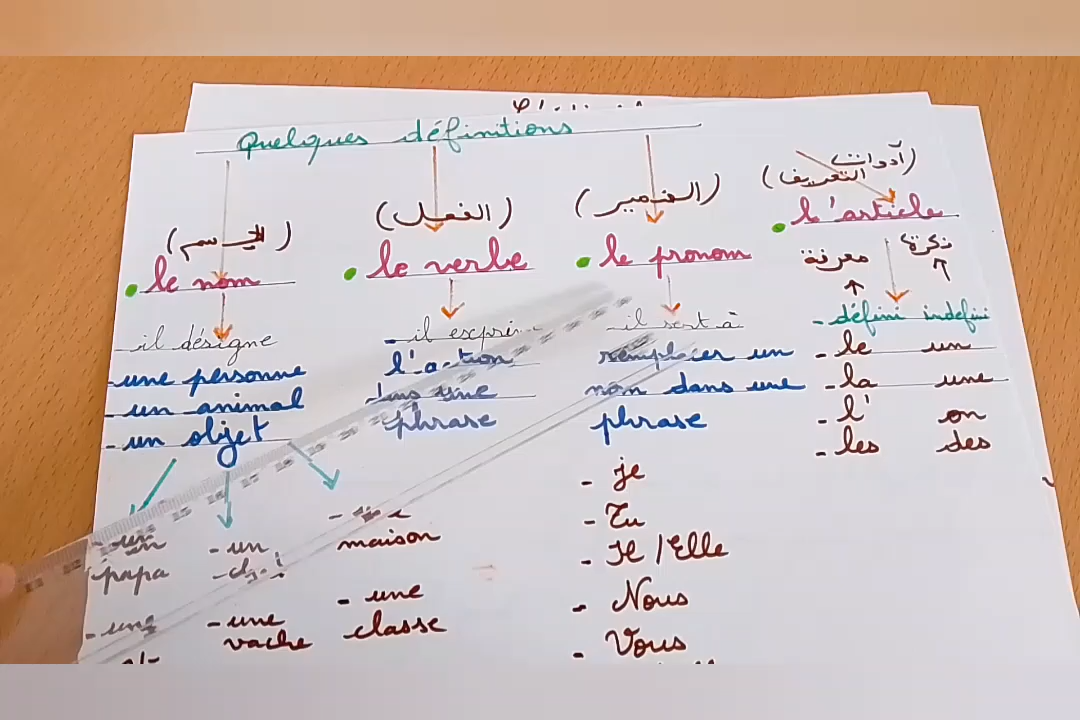 Quelques définitions
(الإسم)
le nom
il désigne
-une personne
-un animal
-un objet
-un
papa
-une
-un
-une
vache
maison
-une
classe
(الفعل)
le verbe
-il exprime
l'action
dans une
phrase
(الضمير)
le pronom
il sert à
remplacer un
nom dans une
phrase
-je
-Tu
-Il/Elle
-Nous
-Vous
(أدوات
التعريف)
l'article
معرفة نكرة
-défini indéfini
-le un
-la une
-l' on
-les des